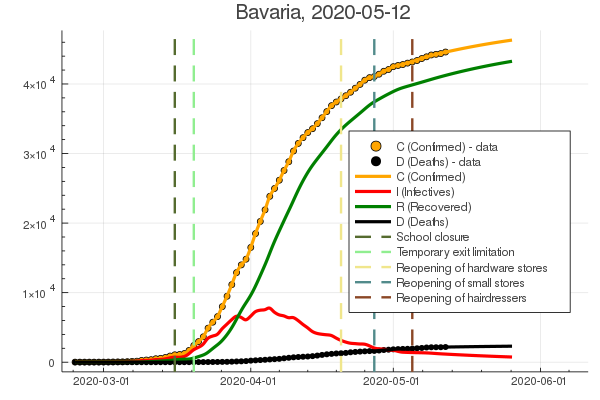 Bavaria, 2020-05-12
4×10⁴
3×10⁴
2×10⁴
1×10⁴
0
C (Confirmed) - data
D (Deaths) - data
C (Confirmed)
I (Infectives)
R (Recovered)
D (Deaths)
School closure
Temporary exit limitation
Reopening of hardware stores
Reopening of small stores
Reopening of hairdressers
2020-03-01 2020-04-01 2020-05-01 2020-06-01